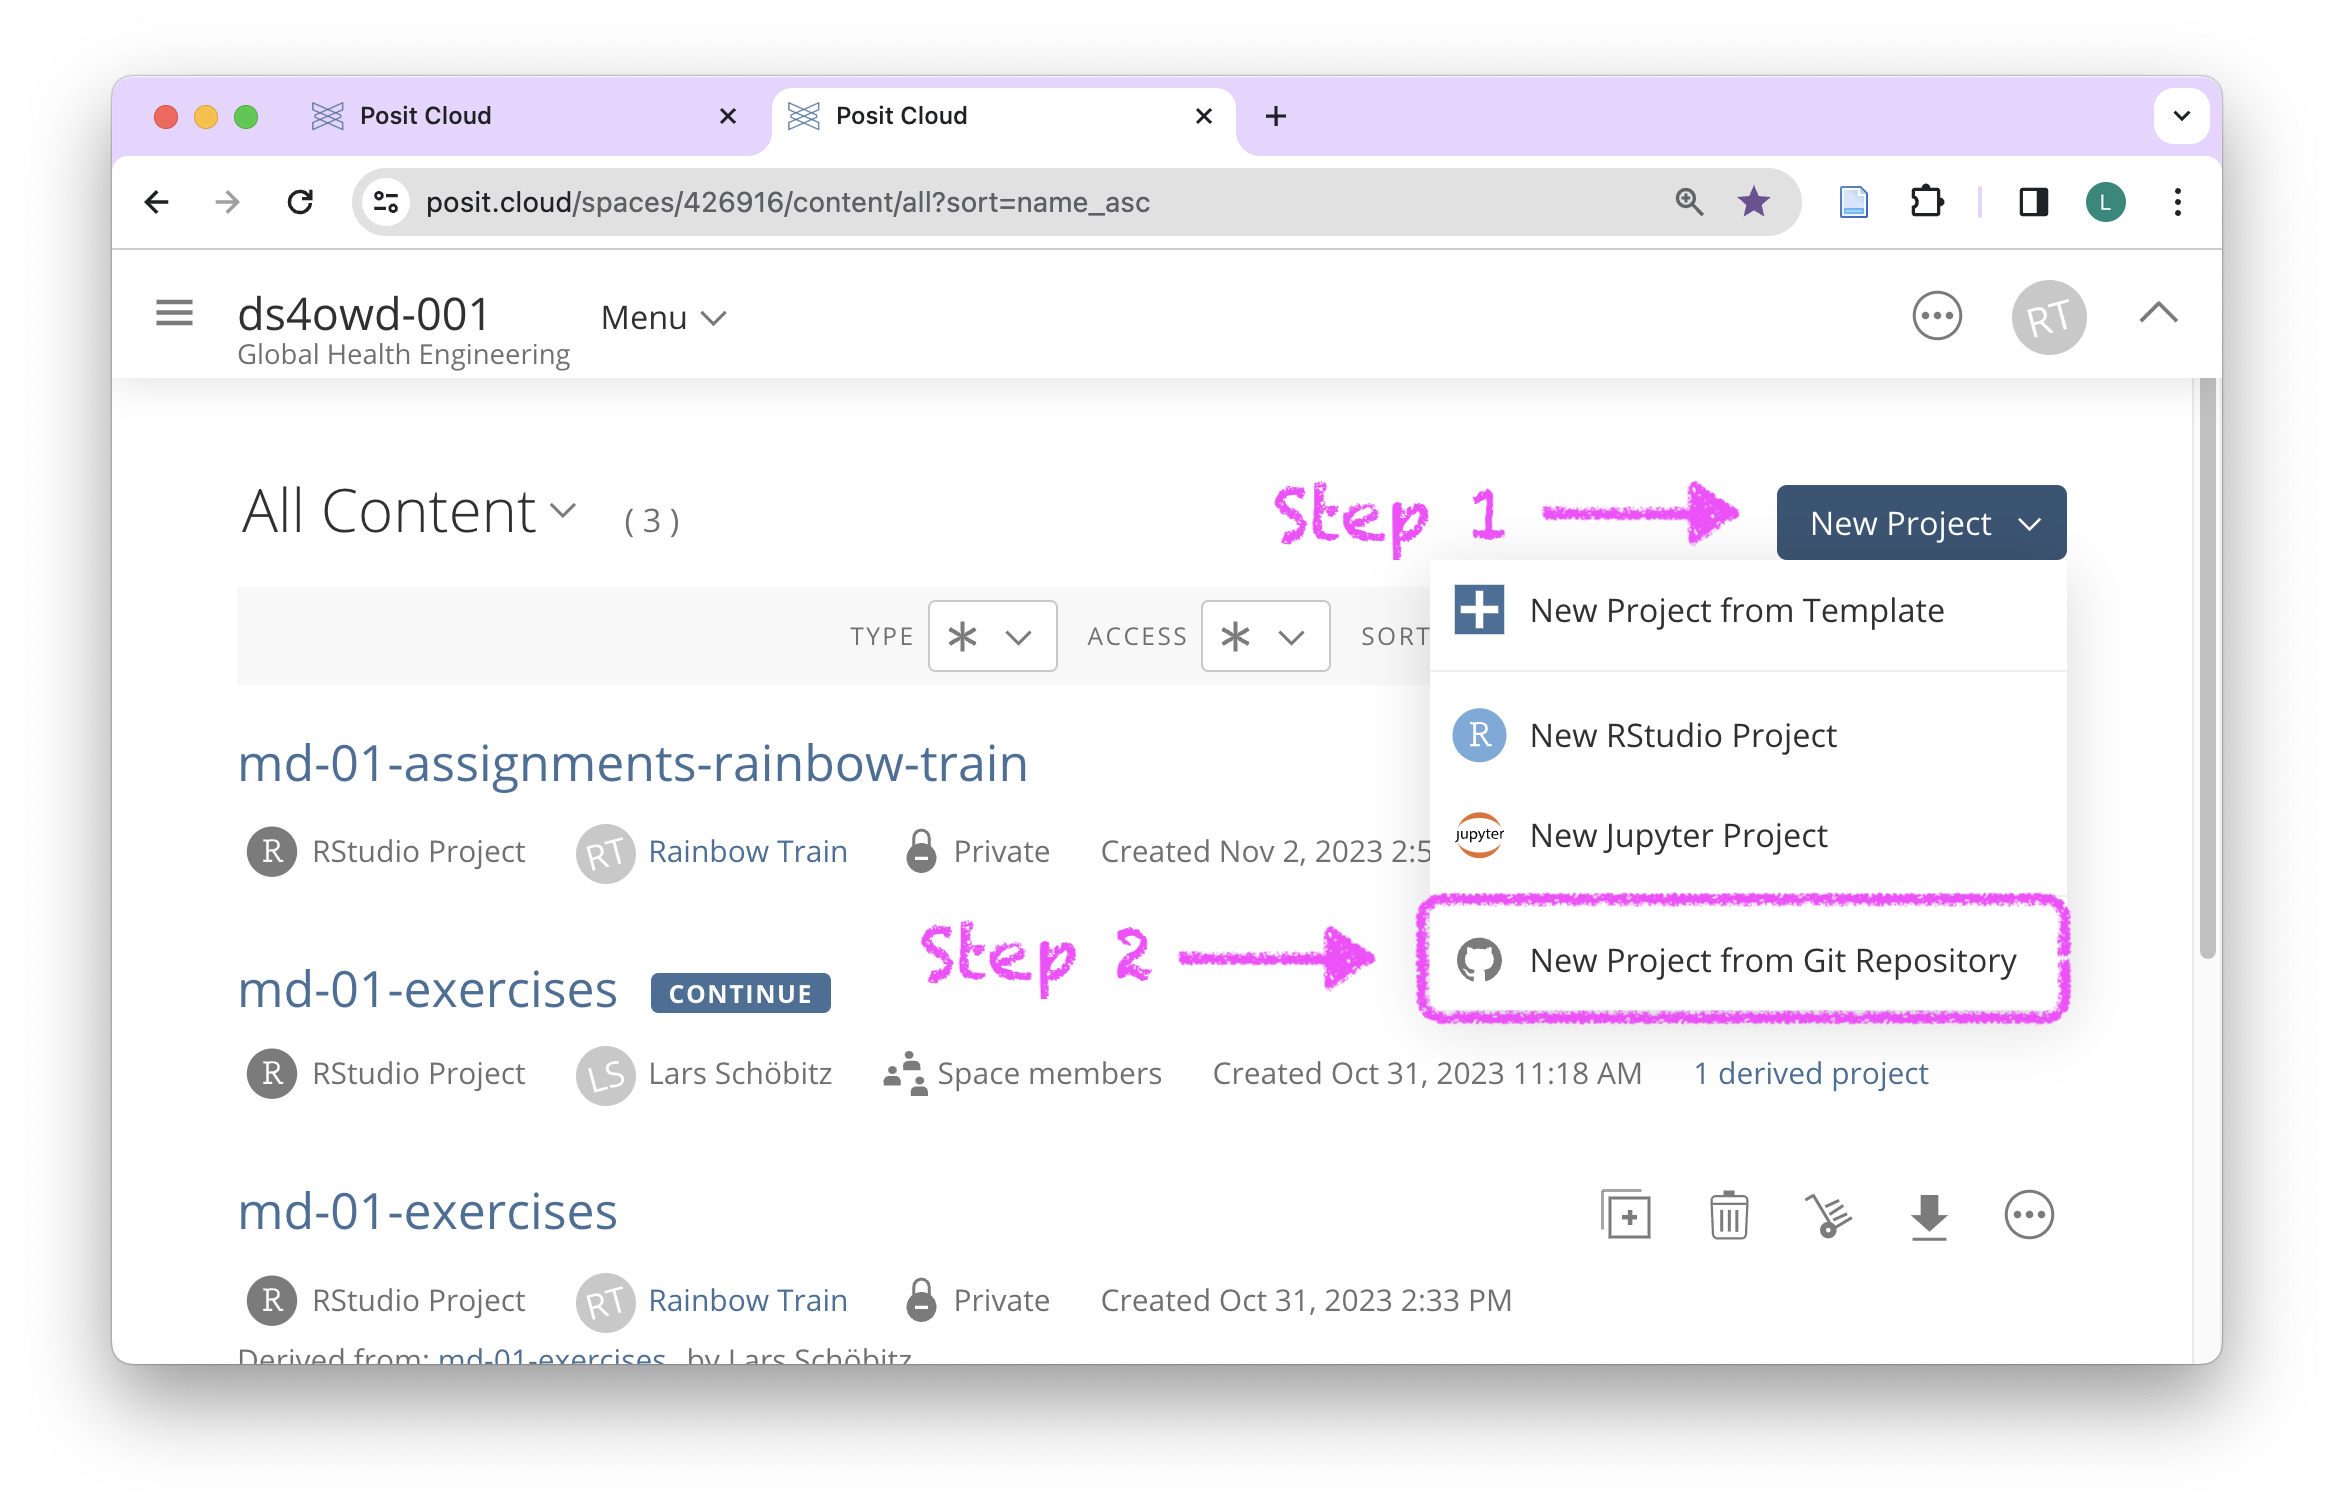 Posit Cloud
Posit Cloud
posit.cloud/spaces/426916/content/all?sort=name_asc
L
ds4owd-001
Menu
RT
Global Health Engineering
All Content
( 3 )
Step 1
New Project
New Project from Template
TYPE
ACCESS
SORT
R New RStudio Project
md-01-assignments-rainbow-train
jupyter New Jupyter Project
R RStudio Project RT Rainbow Train Private Created Nov 2, 2023 2:5
Step 2
New Project from Git Repository
md-01-exercises CONTINUE
R RStudio Project LS Lars Schöbitz Space members Created Oct 31, 2023 11:18 AM 1 derived project
md-01-exercises
R RStudio Project RT Rainbow Train Private Created Oct 31, 2023 2:33 PM
Derived from: md-01-exercises by Lars Schöbitz